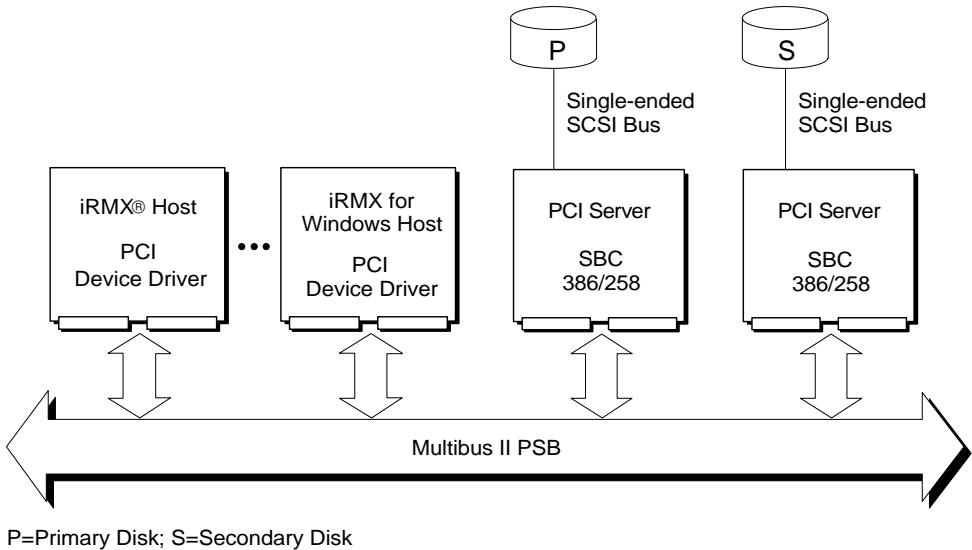 P
S
Single-ended
SCSI Bus
Single-ended
SCSI Bus
iRMX® Host
PCI
Device Driver
iRMX for
Windows Host
PCI
Device Driver
PCI Server
SBC
386/258
PCI Server
SBC
386/258
Multibus II PSB
P=Primary Disk; S=Secondary Disk